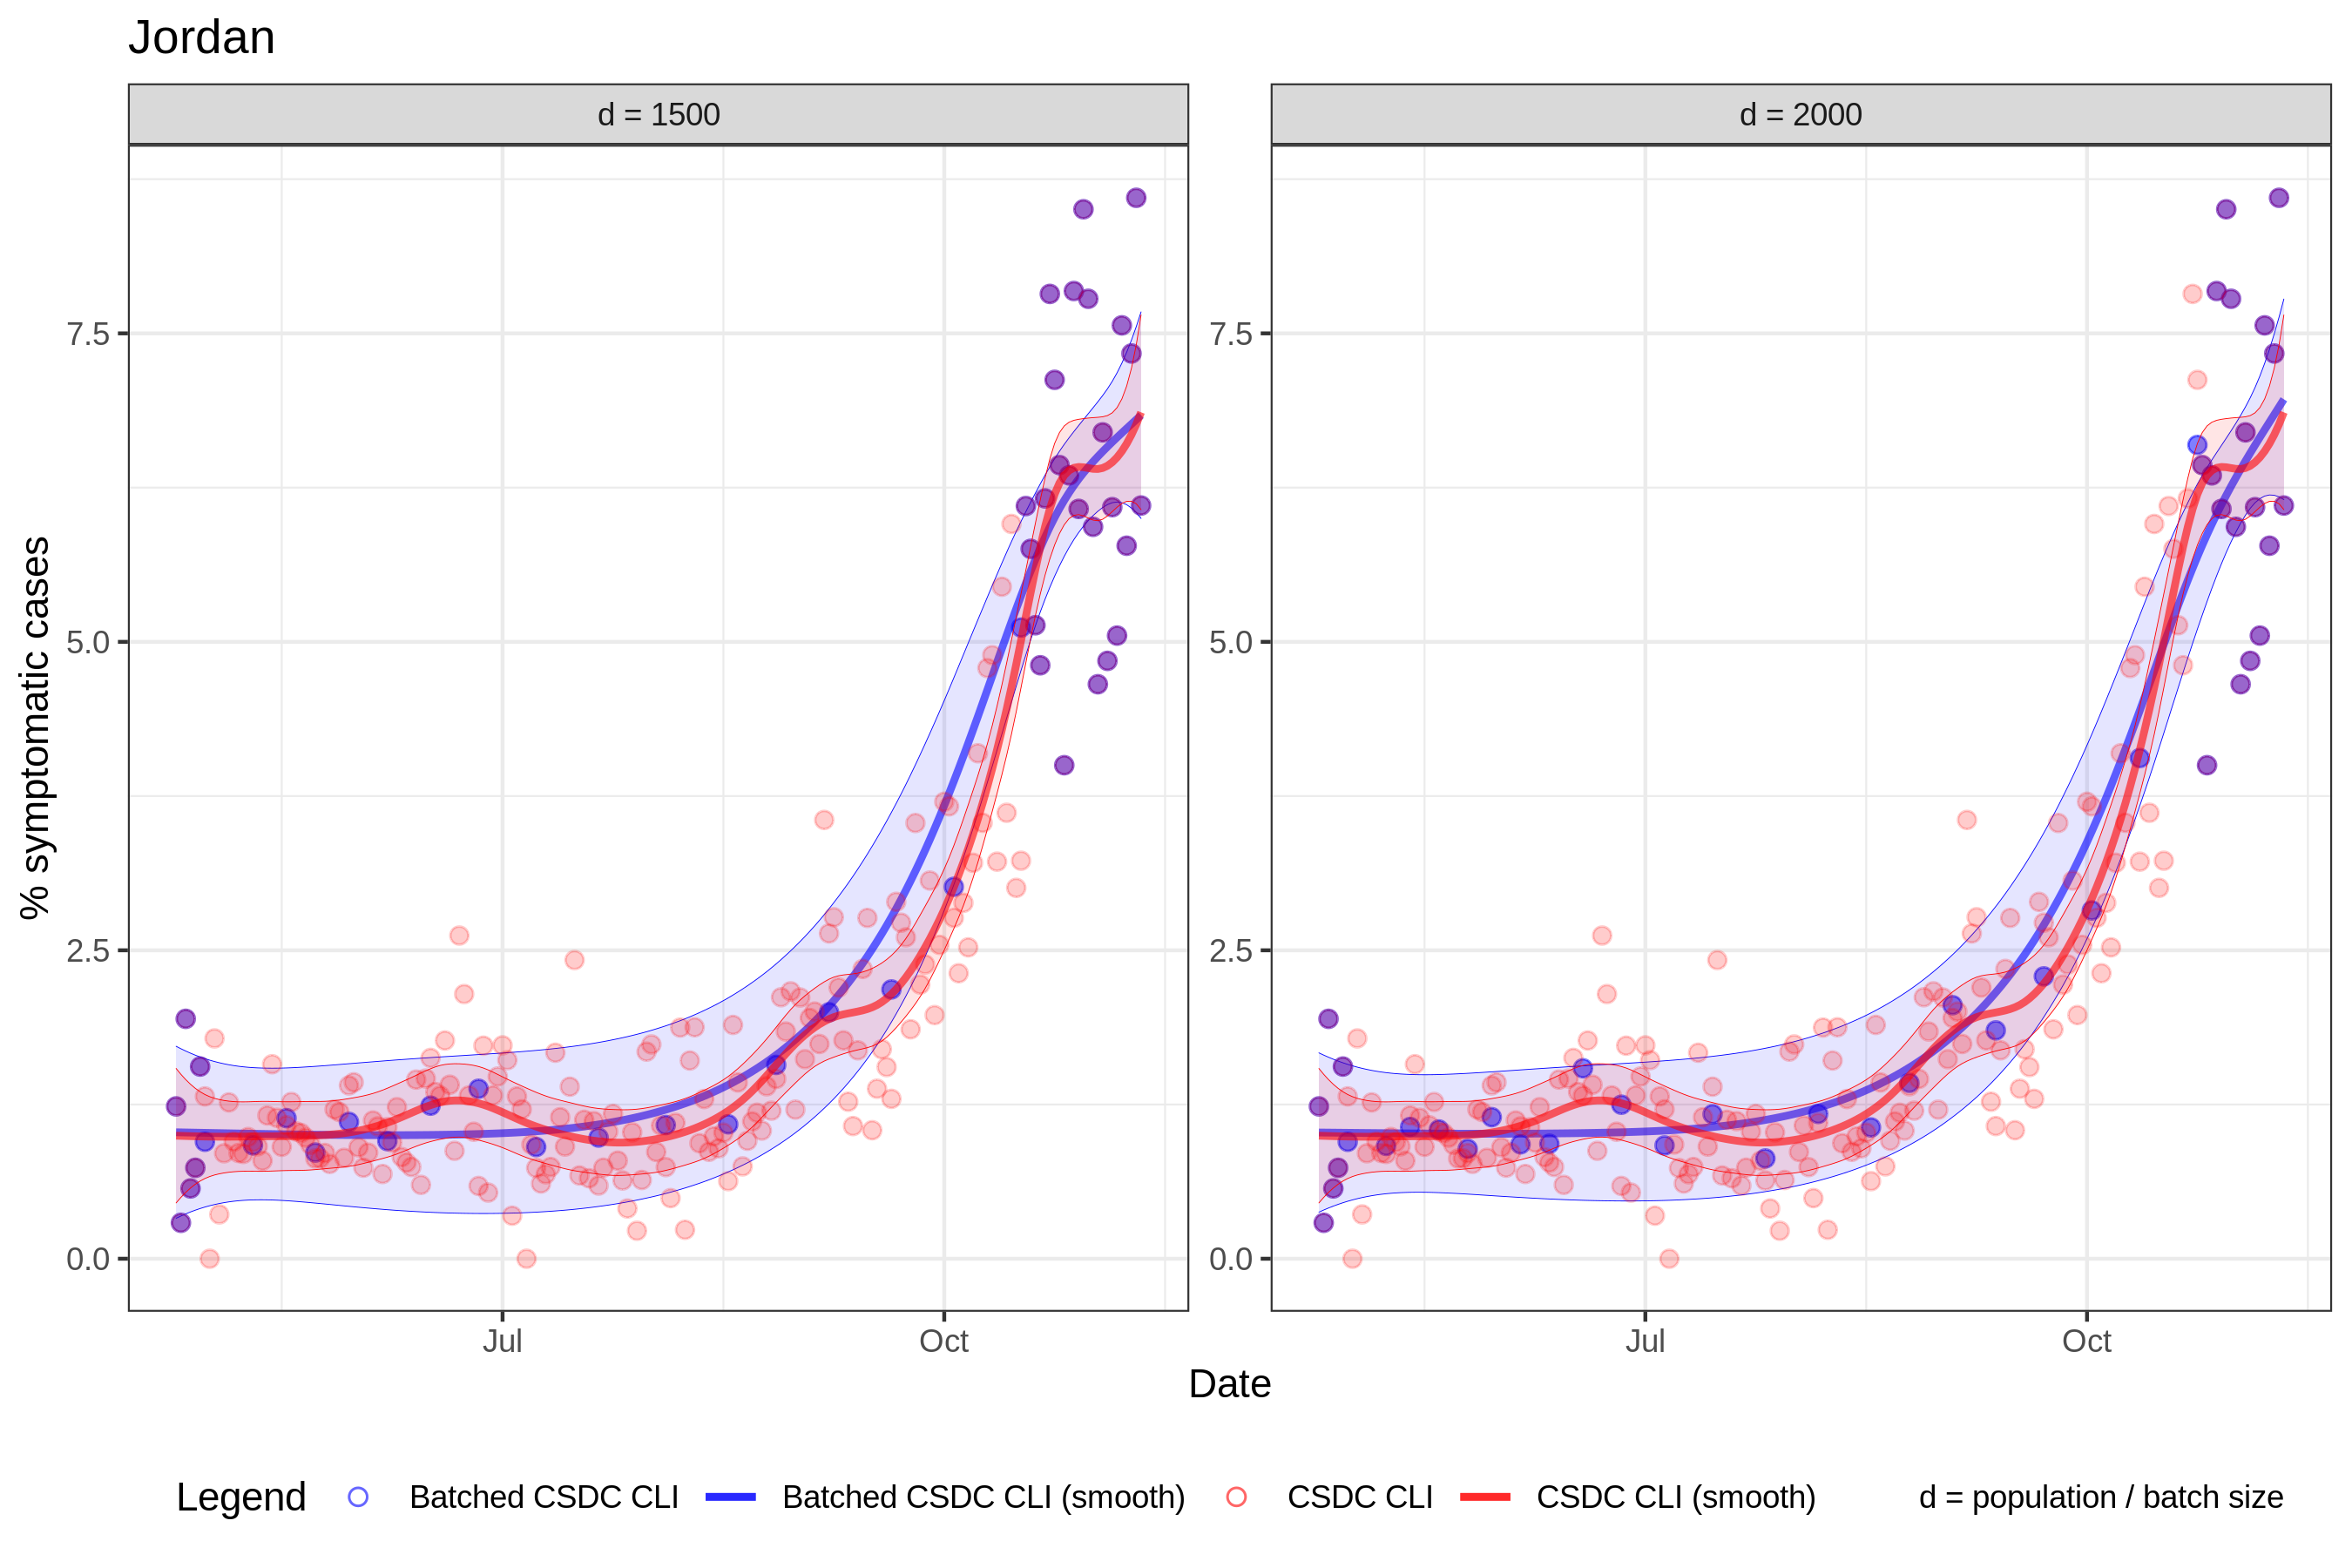 Jordan
d = 1500
d = 2000
% symptomatic cases
7.5
5.0
2.5
0.0
7.5
5.0
2.5
0.0
Jul
Oct
Jul
Oct
Date
Legend
Batched CSDC CLI
Batched CSDC CLI (smooth)
CSDC CLI
CSDC CLI (smooth)
d = population / batch size